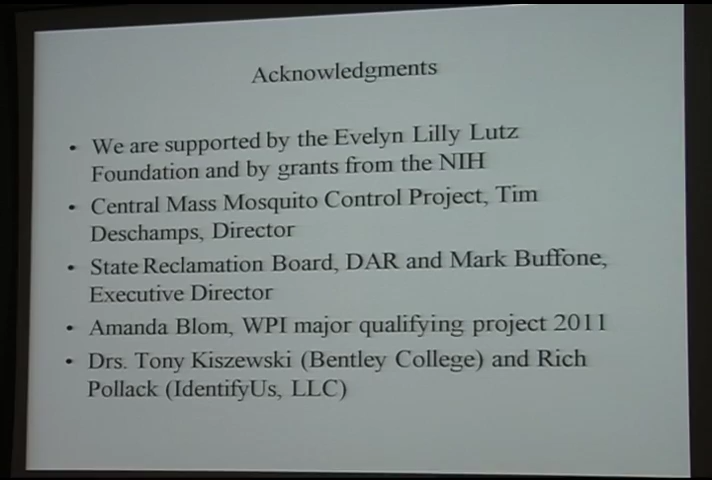 Acknowledgments
• We are supported by the Evelyn Lilly Lutz
Foundation and by grants from the NIH
• Central Mass Mosquito Control Project, Tim
Deschamps, Director
• State Reclamation Board, DAR and Mark Buffone,
Executive Director
• Amanda Blom, WPI major qualifying project 2011
• Drs. Tony Kiszewski (Bentley College) and Rich
Pollack (IdentifyUs, LLC)